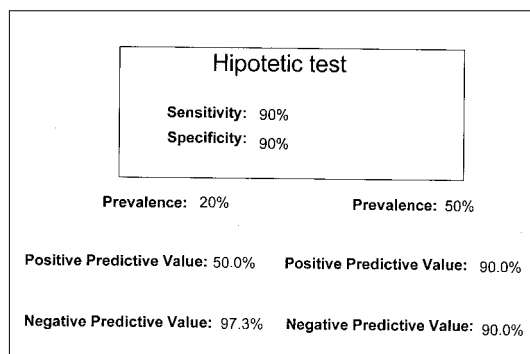 Hipotetic test
Sensitivity: 90%
Specificity: 90%
Prevalence: 20% Prevalence: 50%
Positive Predictive Value: 50.0% Positive Predictive Value: 90.0%
Negative Predictive Value: 97.3% Negative Predictive Value: 90.0%